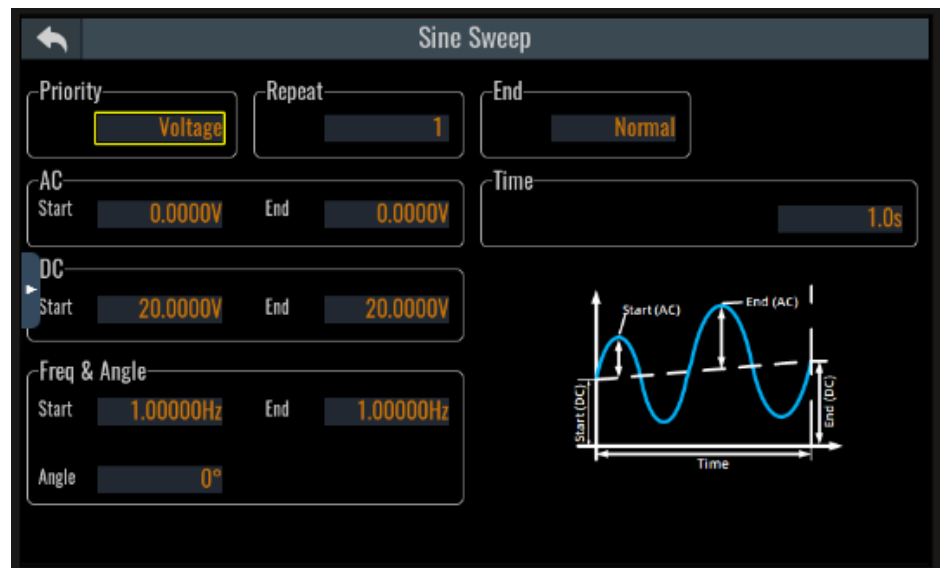 Sine Sweep
Priority
Voltage
Repeat
1
End
Normal
AC
Start 0.0000V End 0.0000V
Time
1.0s
DC
Start 20.0000V End 20.0000V
Freq & Angle
Start 1.00000Hz End 1.00000Hz
Angle 0°
Start (AC)
End (AC)
Start (DC)
End (DC)
Time